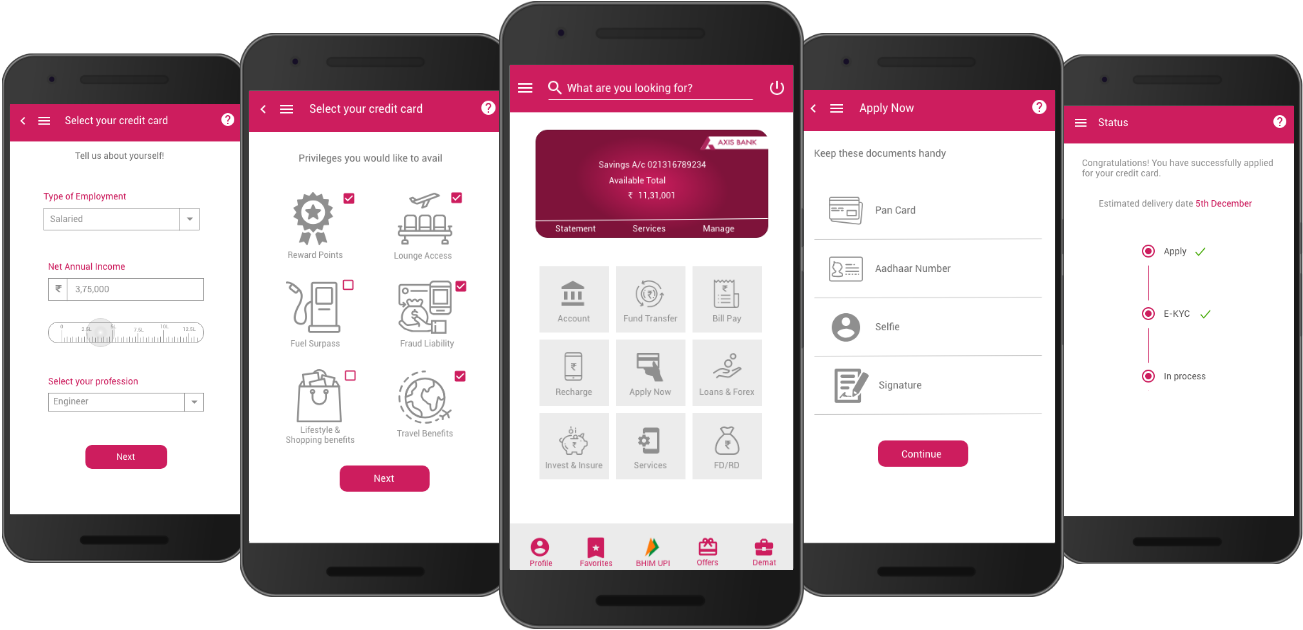 Select your credit card
?
Tell us about yourself!
Type of Employment
Salaried
Net Annual Income
₹ 3,75,000
0 2.5L 5L 7.5L 10L 12.5L
Select your profession
Engineer
Next
Select your credit card
?
Privileges you would like to avail
Reward Points
Lounge Access
Fuel Surpass
Fraud Liability
Lifestyle &
Shopping benefits
Travel Benefits
Next
What are you looking for?
AXIS BANK
Savings A/c 021316789234
Available Total
₹ 11,31,001
Statement Services Manage
Account Fund Transfer Bill Pay
Recharge Apply Now Loans & Forex
Invest & Insure Services FD/RD
Profile Favorites BHIM UPI Offers Demat
Apply Now
?
Keep these documents handy
Pan Card
Aadhaar Number
Selfie
Signature
Continue
Status
?
Congratulations! You have successfully applied
for your credit card.
Estimated delivery date 5th December
Apply
E-KYC
In process